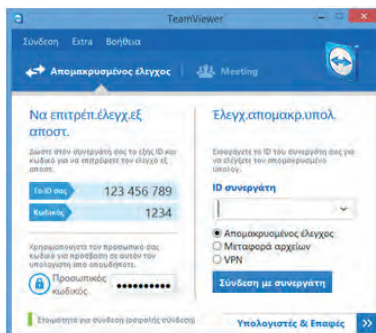 TeamViewer
Σύνδεση Extra Βοήθεια
Απομακρυσμένος έλεγχος Meeting
Να επιτρέπ.έλεγχ.εξ
αποστ.
Δώστε στον συνεργάτη σας το εξής ID και
κωδικό για να επιτρέψετε τον έλεγχο εξ
αποστ.
Το ID σας 123 456 789
Κωδικός 1234
Χρησιμοποιήστε τον προσωπικό σας
κωδικό για πρόσβαση σε αυτόν τον
υπολογιστή από οπουδήποτε.
Προσωπικός
κωδικός
Έλεγχ.απομακρ.υπολ.
Εισαγάγετε το ID του συνεργάτη σας για
να ελέγξετε τον απομακρυσμένο
υπολογ.
ID συνεργάτη
Απομακρυσμένος έλεγχος
Μεταφορά αρχείων
VPN
Σύνδεση με συνεργάτη
Ετοιμότητα για σύνδεση (ασφαλής σύνδεση)
Υπολογιστές & Επαφές